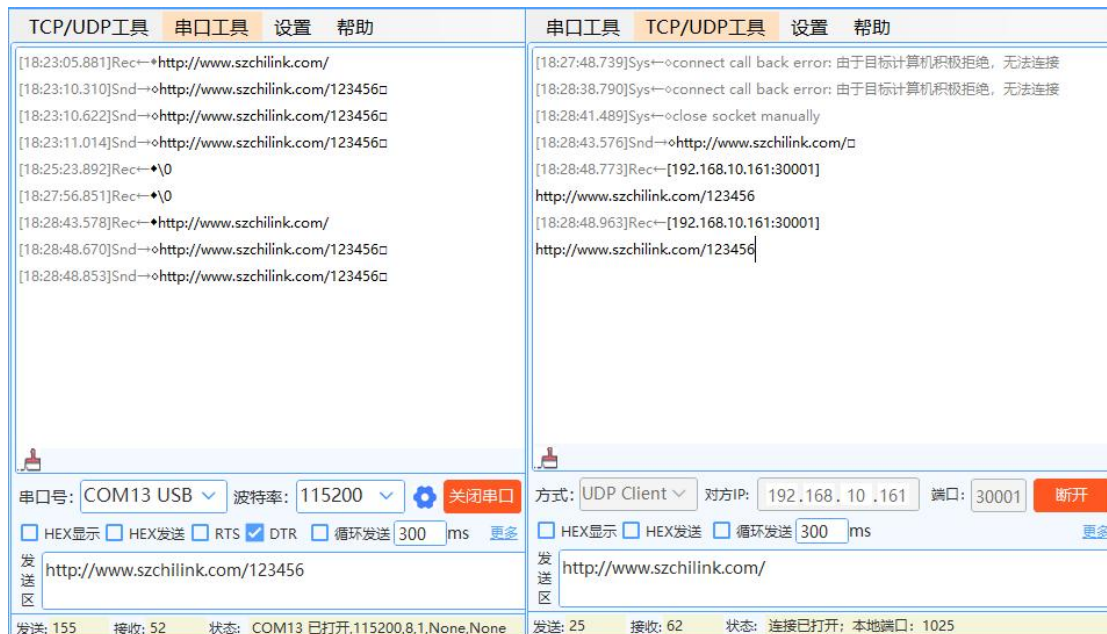 TCP/UDP工具 串口工具 设置 帮助
[18:23:05.881]Rec←◆http://www.szchilink.com/
[18:23:10.310]Snd→◇http://www.szchilink.com/123456□
[18:23:10.622]Snd→◇http://www.szchilink.com/123456□
[18:23:11.014]Snd→◇http://www.szchilink.com/123456□
[18:25:23.892]Rec←◆\0
[18:27:56.851]Rec←◆\0
[18:28:43.578]Rec←◆http://www.szchilink.com/
[18:28:48.670]Snd→◇http://www.szchilink.com/123456□
[18:28:48.853]Snd→◇http://www.szchilink.com/123456□
串口号: COM13 USB 波特率: 115200 关闭串口
HEX显示 HEX发送 RTS DTR 循环发送 300 ms 更多
发送区
http://www.szchilink.com/123456
发送: 155 接收: 52 状态: COM13 已打开,115200,8,1,None,None
串口工具 TCP/UDP工具 设置 帮助
[18:27:48.739]Sys←◇connect call back error: 由于目标计算机积极拒绝，无法连接
[18:28:38.790]Sys←◇connect call back error: 由于目标计算机积极拒绝，无法连接
[18:28:41.489]Sys←◇close socket manually
[18:28:43.576]Snd→◇http://www.szchilink.com/□
[18:28:48.773]Rec←[192.168.10.161:30001]
http://www.szchilink.com/123456
[18:28:48.963]Rec←[192.168.10.161:30001]
http://www.szchilink.com/123456
方式: UDP Client 对方IP: 192.168.10.161 端口: 30001 断开
HEX显示 HEX发送 循环发送 300 ms 更多
发送区
http://www.szchilink.com/
发送: 25 接收: 62 状态: 连接已打开；本地端口：1025